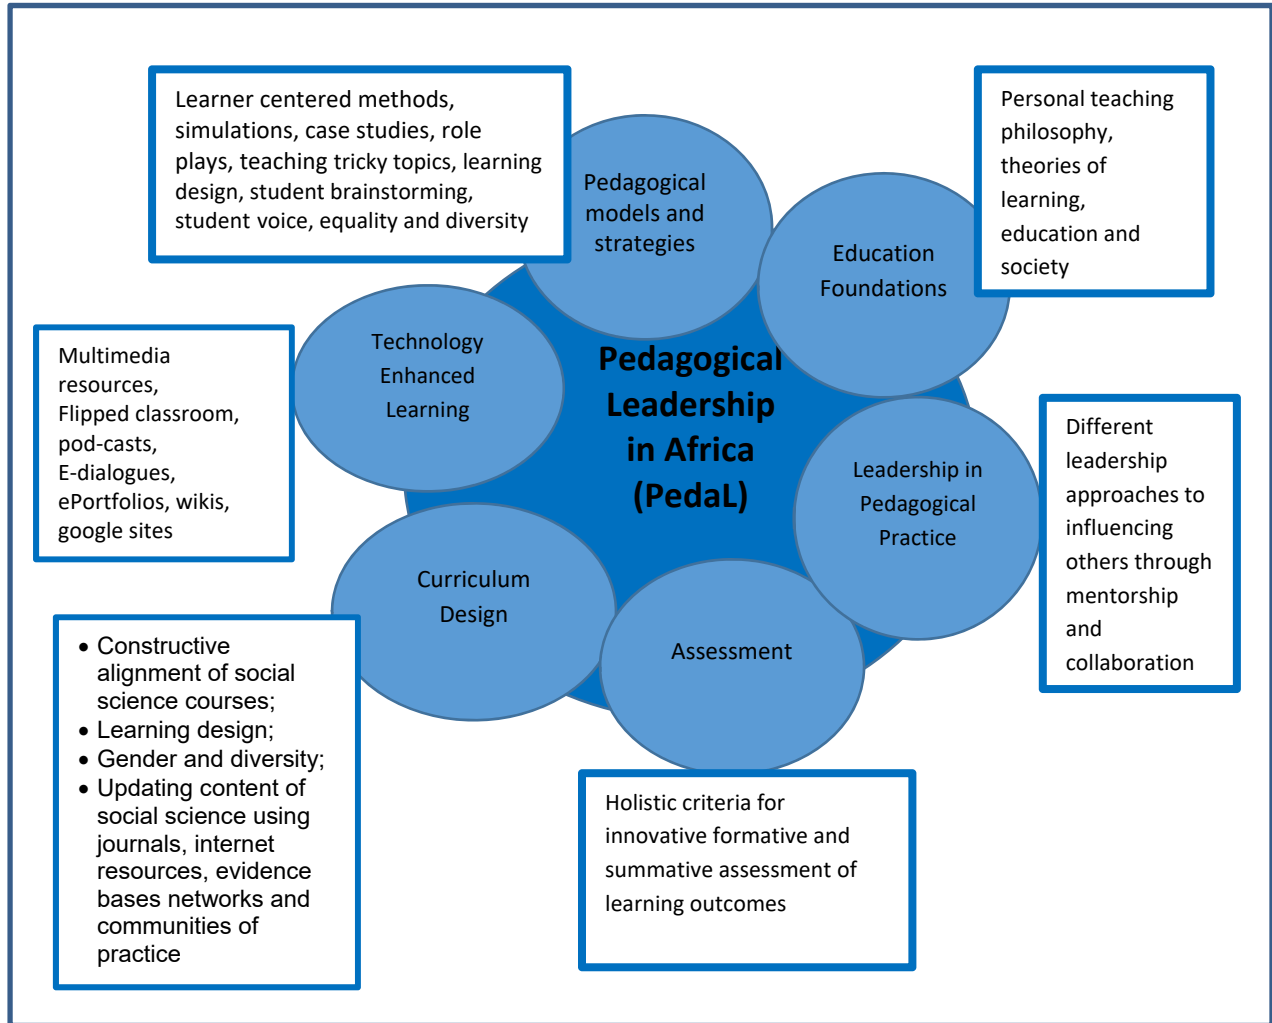 Learner centered methods,
simulations, case studies, role
plays, teaching tricky topics, learning
design, student brainstorming,
student voice, equality and diversity
Pedagogical
models and
strategies
Personal teaching
philosophy,
theories of
learning,
education and
society
Education
Foundations
Technology
Enhanced
Learning
Multimedia
resources,
Flipped classroom,
pod-casts,
E-dialogues,
ePortfolios, wikis,
google sites
Pedagogical
Leadership
in Africa
(PedaL)
Leadership in
Pedagogical
Practice
Different
leadership
approaches to
influencing
others through
mentorship
and
collaboration
Curriculum
Design
Assessment
• Constructive
alignment of social
science courses;
• Learning design;
• Gender and diversity;
• Updating content of
social science using
journals, internet
resources, evidence
bases networks and
communities of
practice
Holistic criteria for
innovative formative and
summative assessment of
learning outcomes